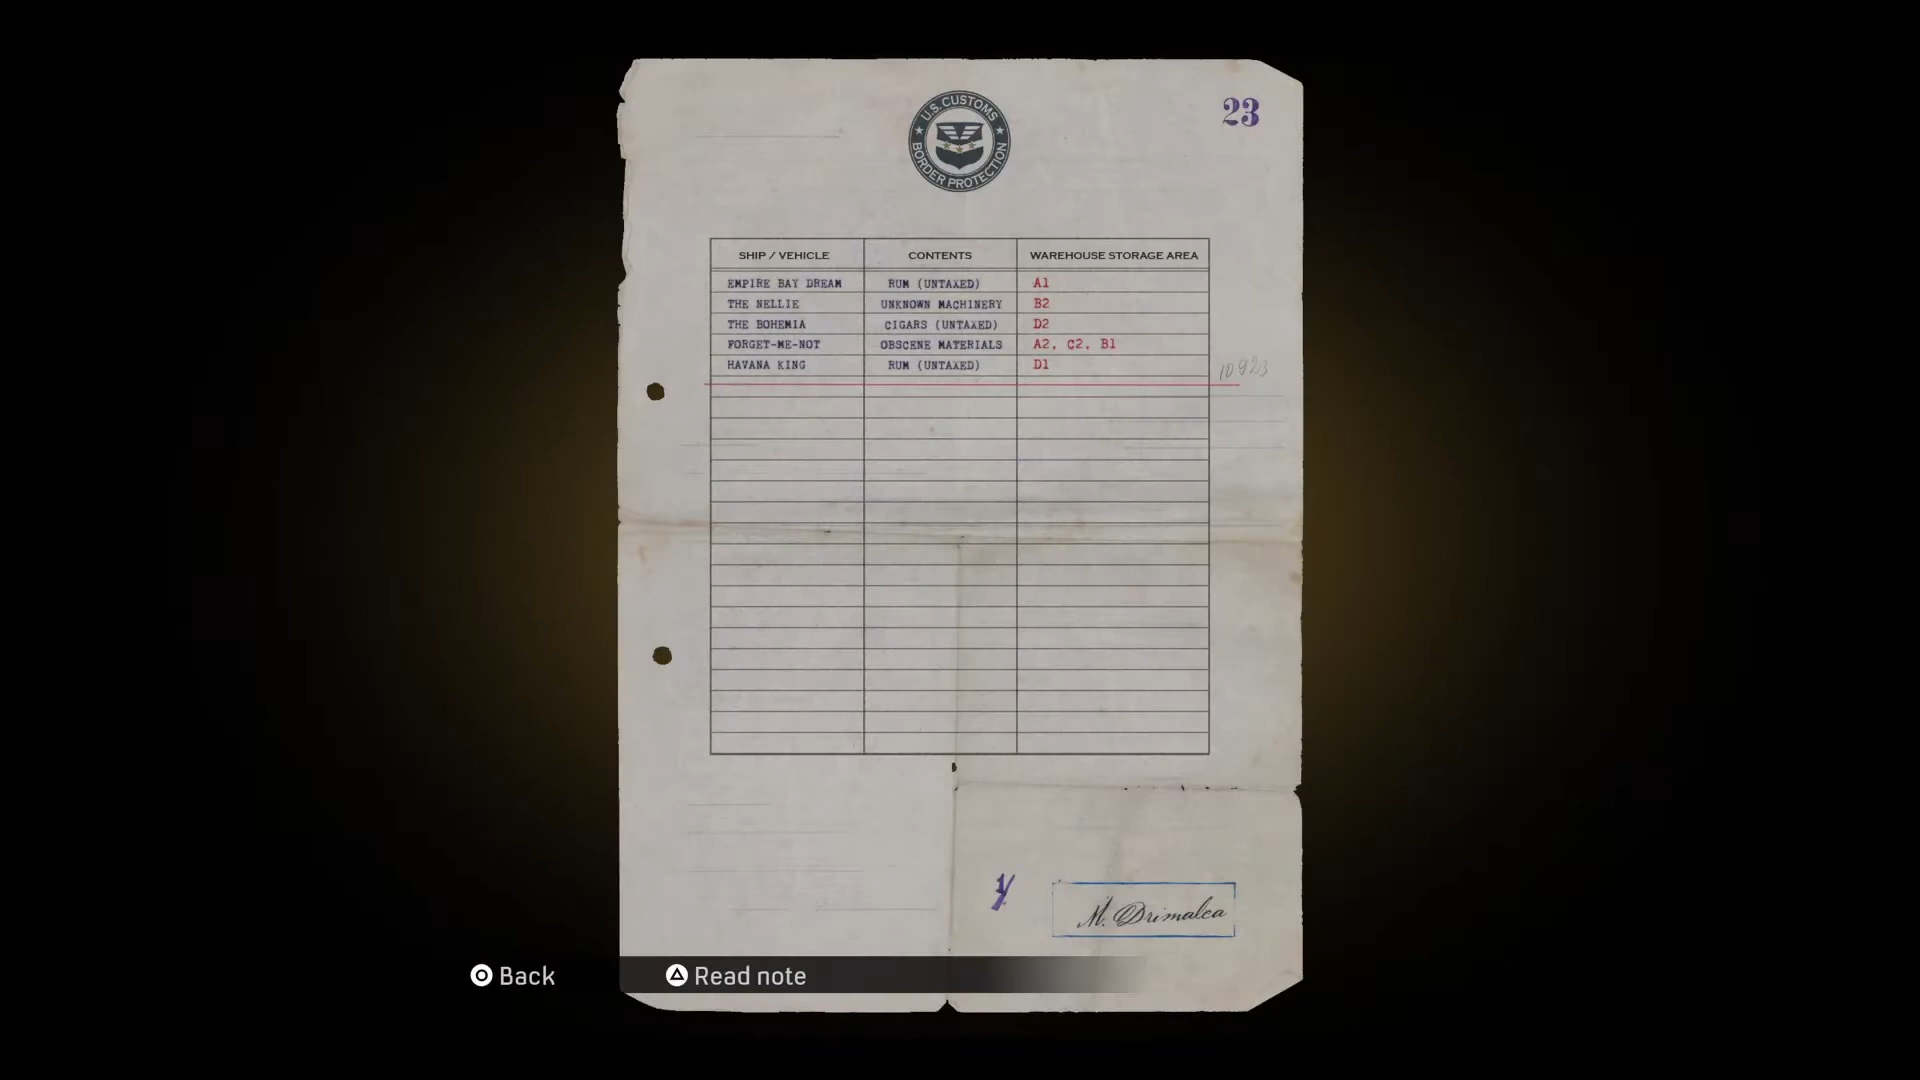 U.S. CUSTOMS
BORDER PROTECTION
23
SHIP / VEHICLE CONTENTS WAREHOUSE STORAGE AREA
EMPIRE BAY DREAM RUM (UNTAXED) A1
THE NELLIE UNKNOWN MACHINERY B2
THE BOHEMIA CIGARS (UNTAXED) D2
FORGET-ME-NOT OBSCENE MATERIALS A2, C2, B1
HAVANA KING RUM (UNTAXED) D1
10923
M. Drimalca
Back Read note